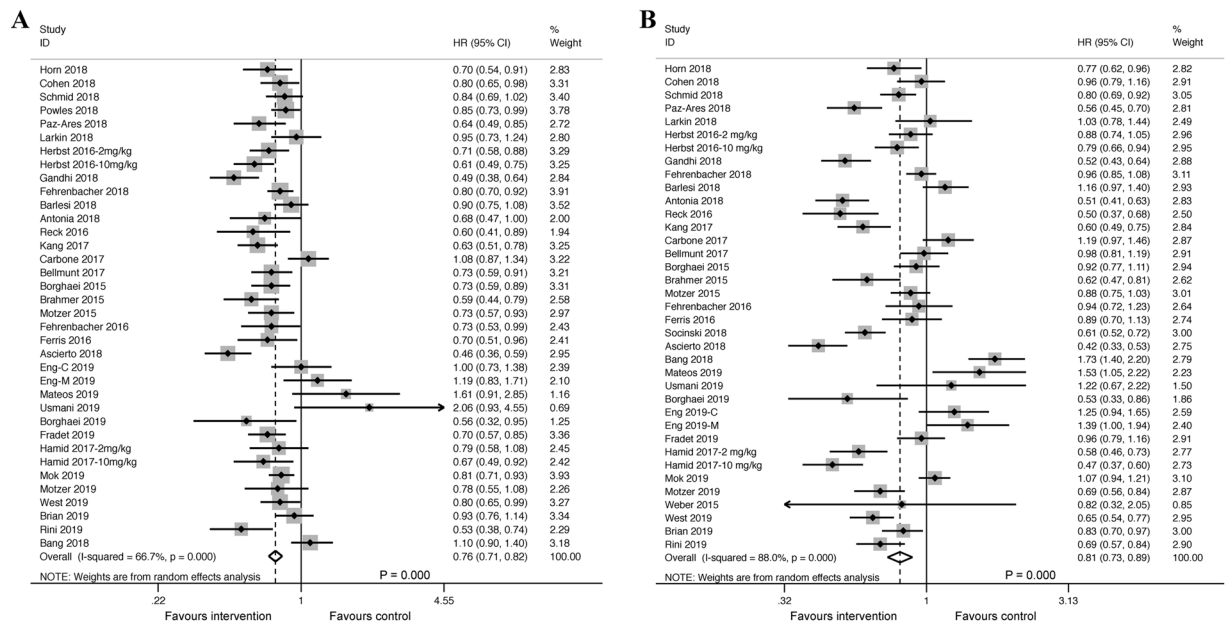 A
Study %
ID HR (95% CI) Weight
Horn 2018 0.70 (0.54, 0.91) 2.83
Cohen 2018 0.80 (0.65, 0.98) 3.31
Schmid 2018 0.84 (0.69, 1.02) 3.40
Powles 2018 0.85 (0.73, 0.99) 3.78
Paz-Ares 2018 0.64 (0.49, 0.85) 2.72
Larkin 2018 0.95 (0.73, 1.24) 2.80
Herbst 2016-2mg/kg 0.71 (0.58, 0.88) 3.29
Herbst 2016-10mg/kg 0.61 (0.49, 0.75) 3.25
Gandhi 2018 0.49 (0.38, 0.64) 2.84
Fehrenbacher 2018 0.80 (0.70, 0.92) 3.91
Barlesi 2018 0.90 (0.75, 1.08) 3.52
Antonia 2018 0.68 (0.47, 1.00) 2.00
Reck 2016 0.60 (0.41, 0.89) 1.94
Kang 2017 0.63 (0.51, 0.78) 3.25
Carbone 2017 1.08 (0.87, 1.34) 3.22
Bellmunt 2017 0.73 (0.59, 0.91) 3.21
Borghaei 2015 0.73 (0.59, 0.89) 3.31
Brahmer 2015 0.59 (0.44, 0.79) 2.58
Motzer 2015 0.73 (0.57, 0.93) 2.97
Fehrenbacher 2016 0.73 (0.53, 0.99) 2.43
Ferris 2016 0.70 (0.51, 0.96) 2.41
Ascierto 2018 0.46 (0.36, 0.59) 2.95
Eng-C 2019 1.00 (0.73, 1.38) 2.39
Eng-M 2019 1.19 (0.83, 1.71) 2.10
Mateos 2019 1.61 (0.91, 2.85) 1.16
Usmani 2019 2.06 (0.93, 4.55) 0.69
Borghaei 2019 0.56 (0.32, 0.95) 1.25
Fradet 2019 0.70 (0.57, 0.85) 3.36
Hamid 2017-2mg/kg 0.79 (0.58, 1.08) 2.45
Hamid 2017-10mg/kg 0.67 (0.49, 0.92) 2.42
Mok 2019 0.81 (0.71, 0.93) 3.93
Motzer 2019 0.78 (0.55, 1.08) 2.26
West 2019 0.80 (0.65, 0.99) 3.27
Brian 2019 0.93 (0.76, 1.14) 3.34
Rini 2019 0.53 (0.38, 0.74) 2.29
Bang 2018 1.10 (0.90, 1.40) 3.18
Overall (I-squared = 66.7%, p = 0.000) 0.76 (0.71, 0.82) 100.00
NOTE: Weights are from random effects analysis P = 0.000
.22 1 4.55
Favours intervention Favours control
B
Study %
ID HR (95% CI) Weight
Horn 2018 0.77 (0.62, 0.96) 2.82
Cohen 2018 0.96 (0.79, 1.16) 2.91
Schmid 2018 0.80 (0.69, 0.92) 3.05
Paz-Ares 2018 0.56 (0.45, 0.70) 2.81
Larkin 2018 1.03 (0.78, 1.44) 2.49
Herbst 2016-2 mg/kg 0.88 (0.74, 1.05) 2.96
Herbst 2016-10 mg/kg 0.79 (0.66, 0.94) 2.95
Gandhi 2018 0.52 (0.43, 0.64) 2.88
Fehrenbacher 2018 0.96 (0.85, 1.08) 3.11
Barlesi 2018 1.16 (0.97, 1.40) 2.93
Antonia 2018 0.51 (0.41, 0.63) 2.83
Reck 2016 0.50 (0.37, 0.68) 2.50
Kang 2017 0.60 (0.49, 0.75) 2.84
Carbone 2017 1.19 (0.97, 1.46) 2.87
Bellmunt 2017 0.98 (0.81, 1.19) 2.91
Borghaei 2015 0.92 (0.77, 1.11) 2.94
Brahmer 2015 0.62 (0.47, 0.81) 2.62
Motzer 2015 0.88 (0.75, 1.03) 3.01
Fehrenbacher 2016 0.94 (0.72, 1.23) 2.64
Ferris 2016 0.89 (0.70, 1.13) 2.74
Socinski 2018 0.61 (0.52, 0.72) 3.00
Ascierto 2018 0.42 (0.33, 0.53) 2.75
Bang 2018 1.73 (1.40, 2.20) 2.79
Mateos 2019 1.53 (1.05, 2.22) 2.23
Usmani 2019 1.22 (0.67, 2.22) 1.50
Borghaei 2019 0.53 (0.33, 0.86) 1.86
Eng 2019-C 1.25 (0.94, 1.65) 2.59
Eng 2019-M 1.39 (1.00, 1.94) 2.40
Fradet 2019 0.96 (0.79, 1.16) 2.91
Hamid 2017-2 mg/kg 0.58 (0.46, 0.73) 2.77
Hamid 2017-10 mg/kg 0.47 (0.37, 0.60) 2.73
Mok 2019 1.07 (0.94, 1.21) 3.10
Motzer 2019 0.69 (0.56, 0.84) 2.87
Weber 2015 0.82 (0.32, 2.05) 0.85
West 2019 0.65 (0.54, 0.77) 2.95
Brian 2019 0.83 (0.70, 0.97) 3.00
Rini 2019 0.69 (0.57, 0.84) 2.90
Overall (I-squared = 88.0%, p = 0.000) 0.81 (0.73, 0.89) 100.00
NOTE: Weights are from random effects analysis P = 0.000
.32 1 3.13
Favours intervention Favours control